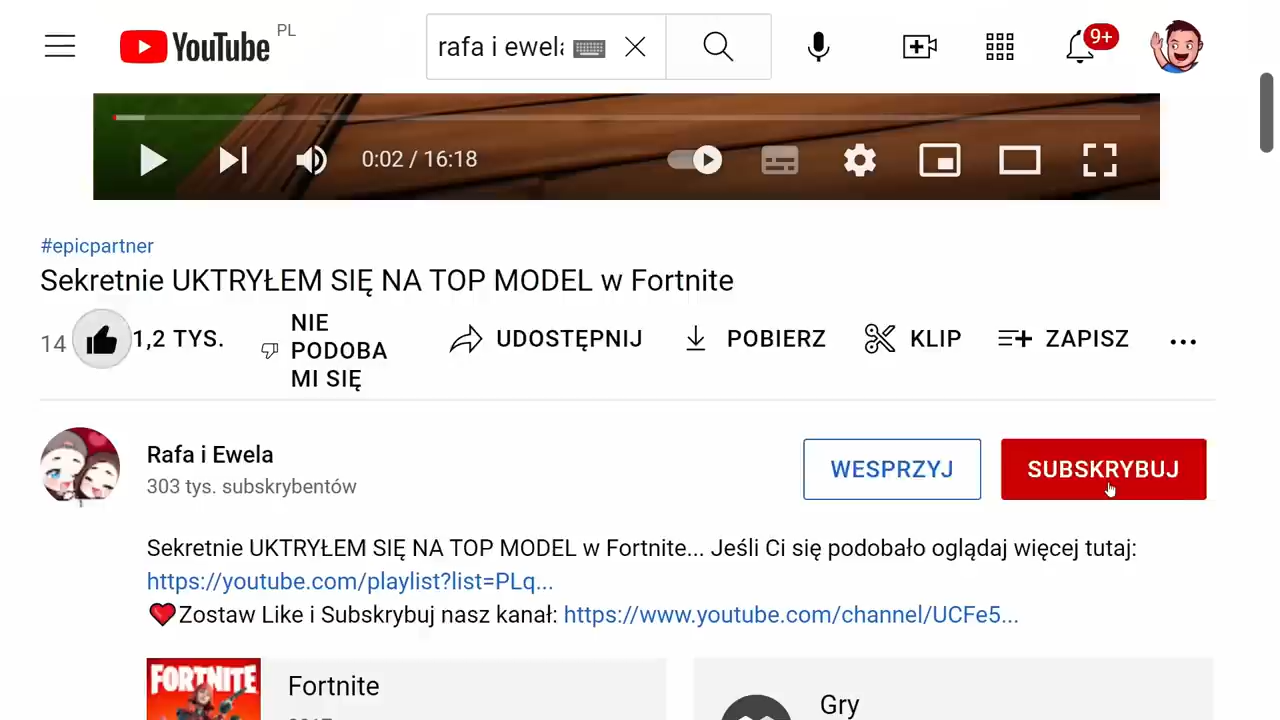 YouTube PL
rafa i ewela
9+
0:02 / 16:18
#epicpartner
Sekretnie UKTRYŁEM SIĘ NA TOP MODEL w Fortnite
14 1,2 TYS.
NIE
PODOBA
MI SIĘ
UDOSTĘPNIJ
POBIERZ
KLIP
ZAPISZ
Rafa i Ewela
303 tys. subskrybentów
WESPRZYJ
SUBSKRYBUJ
Sekretnie UKTRYŁEM SIĘ NA TOP MODEL w Fortnite... Jeśli Ci się podobało oglądaj więcej tutaj:
https://youtube.com/playlist?list=PLq...
❤️Zostaw Like i Subskrybuj nasz kanał: https://www.youtube.com/channel/UCFe5...
FORTNITE
Fortnite
Gry